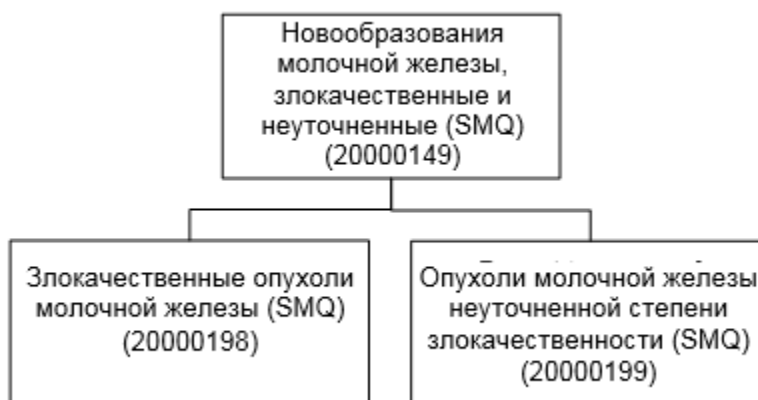 Новообразования
молочной железы,
злокачественные и
неуточненные (SMQ)
(20000149)
Злокачественные опухоли
молочной железы (SMQ)
(20000198)
Опухоли молочной железы
неуточненной степени
злокачественности (SMQ)
(20000199)